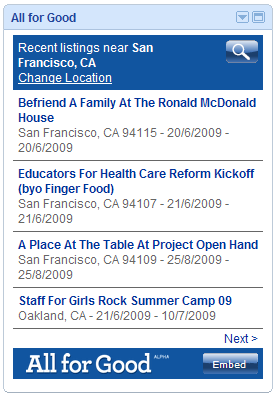 All for Good
Recent listings near San
Francisco, CA
Change Location
Befriend A Family At The Ronald McDonald
House
San Francisco, CA 94115 - 20/6/2009 -
20/6/2009
Educators For Health Care Reform Kickoff
(byo Finger Food)
San Francisco, CA 94107 - 21/6/2009 -
21/6/2009
A Place At The Table At Project Open Hand
San Francisco, CA 94109 - 25/8/2009 -
25/8/2009
Staff For Girls Rock Summer Camp 09
Oakland, CA - 21/6/2009 - 10/7/2009
Next >
All for Good ALPHA Embed